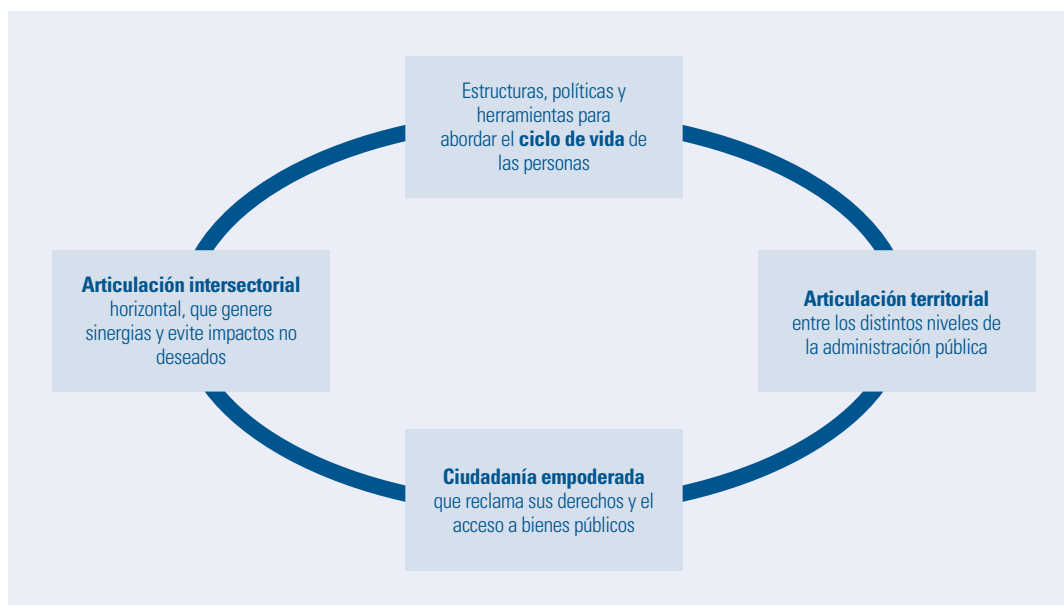 Estructuras, políticas y
herramientas para
abordar el ciclo de vida de
las personas
Articulación intersectorial
horizontal, que genere
sinergias y evite impactos no
deseados
Articulación territorial
entre los distintos niveles de
la administración pública
Ciudadanía empoderada
que reclama sus derechos y el
acceso a bienes públicos